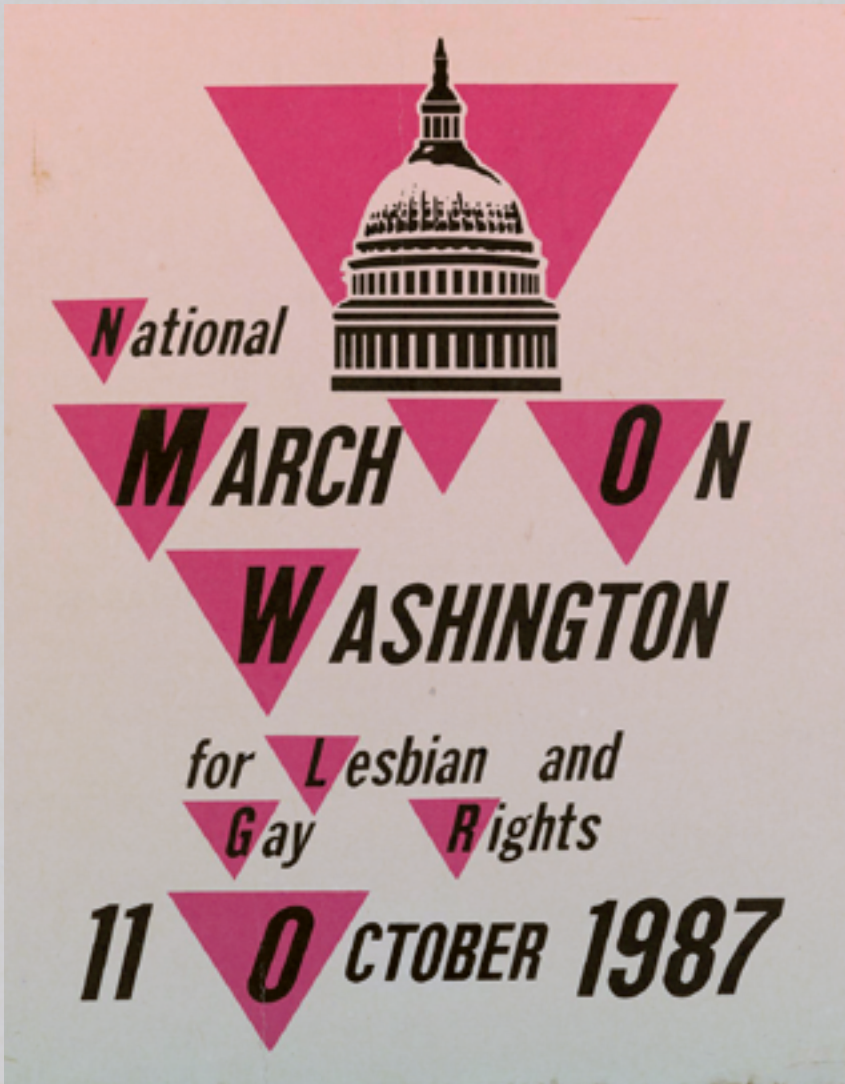 National
MARCH ON
WASHINGTON
for Lesbian and
Gay Rights
11 OCTOBER 1987